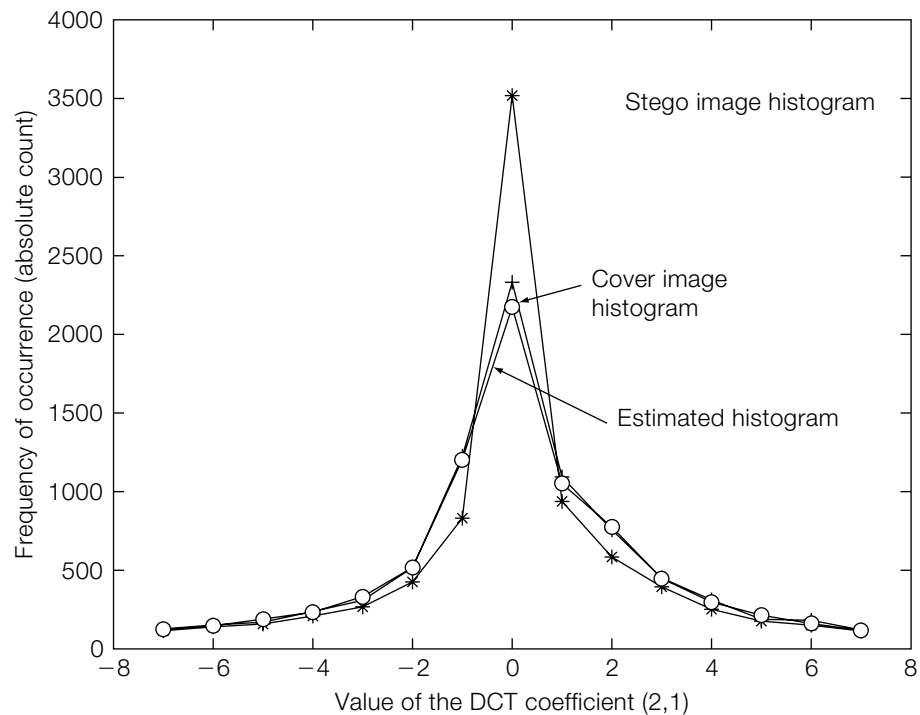 4000
3500
3000
2500
2000
1500
1000
500
0
Frequency of occurrence (absolute count)
Stego image histogram
Cover image
histogram
Estimated histogram
−8 −6 −4 −2 0 2 4 6 8
Value of the DCT coefficient (2,1)